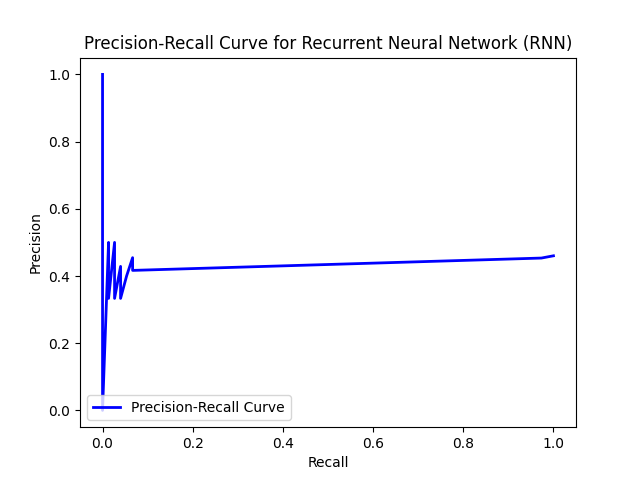 Precision-Recall Curve for Recurrent Neural Network (RNN)
1.0
0.8
0.6
0.4
0.2
0.0
Precision
Precision-Recall Curve
0.0 0.2 0.4 0.6 0.8 1.0
Recall